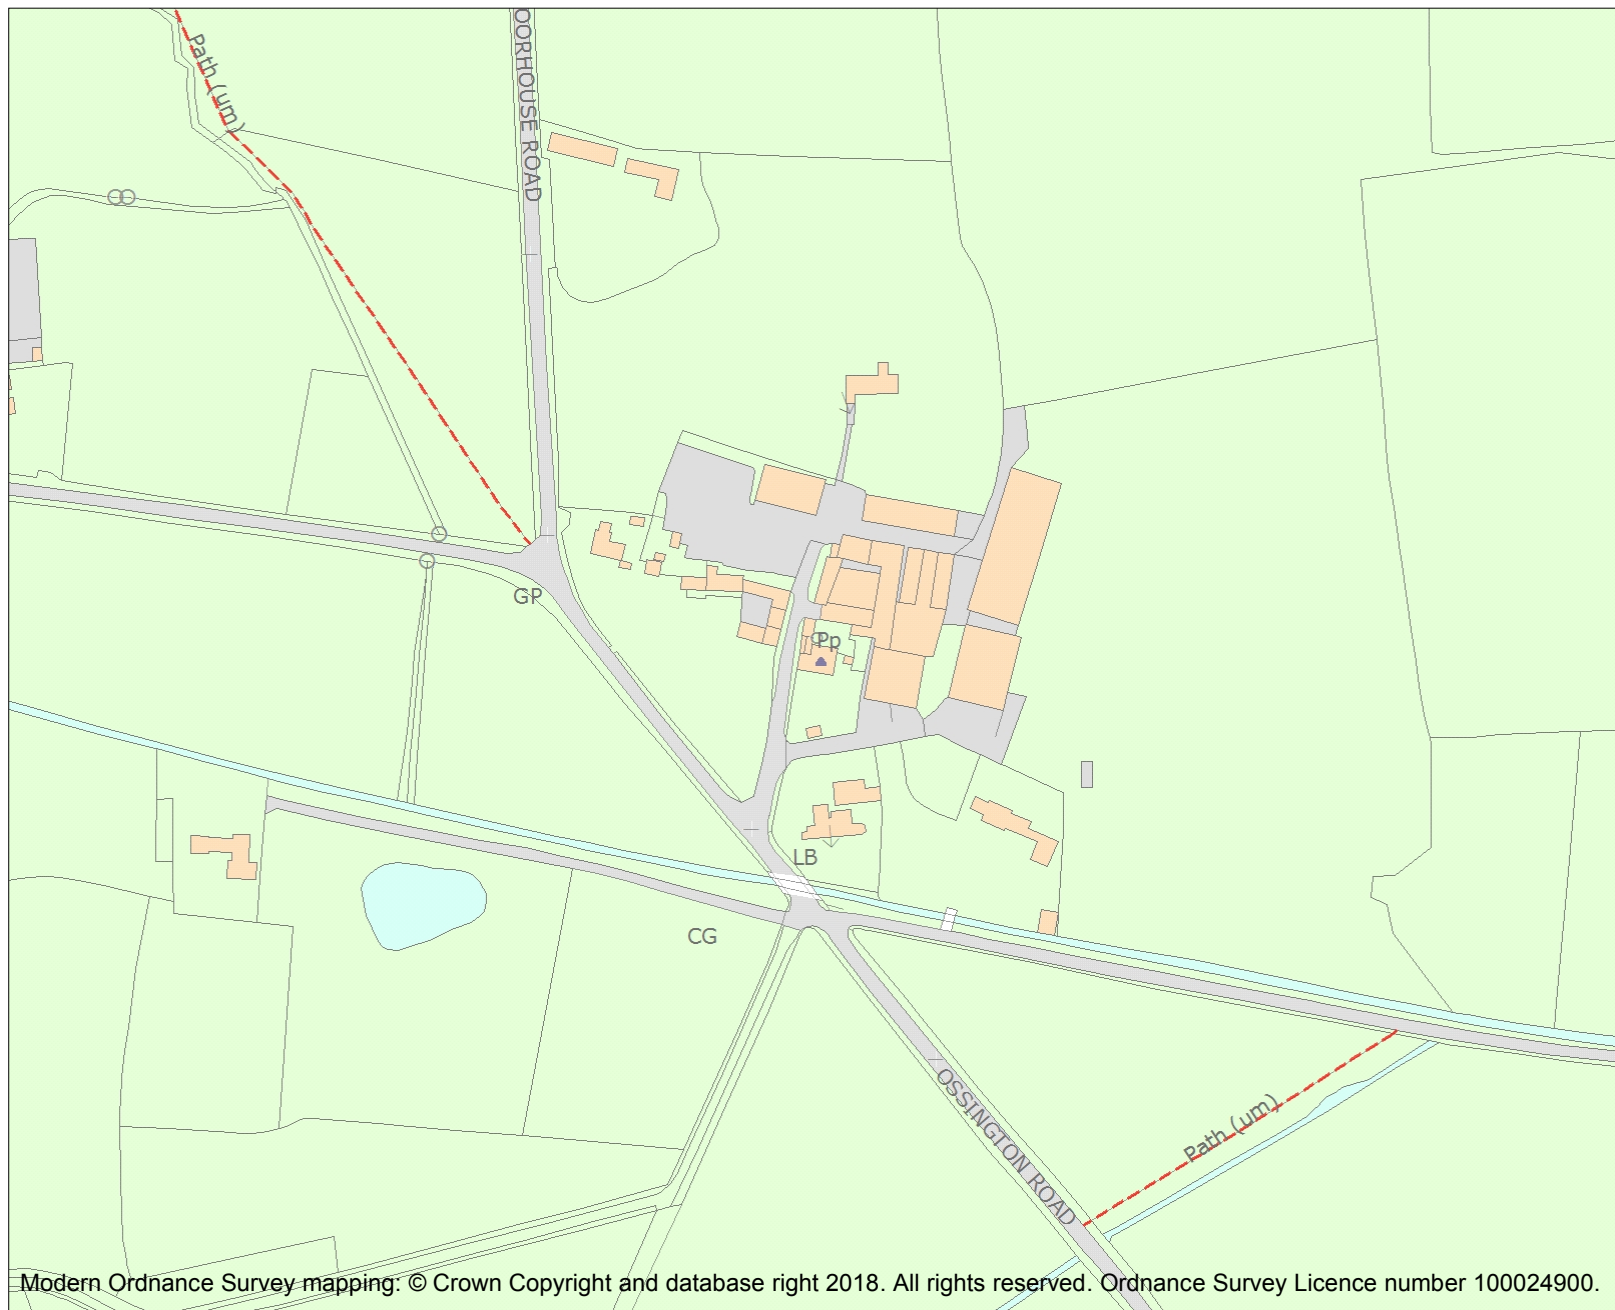 Path (um)
OORHOUSE ROAD
GP
Pp
LB
CG
OSSINGTON ROAD
Path (um)
Modern Ordnance Survey mapping: © Crown Copyright and database right 2018. All rights reserved. Ordnance Survey Licence number 100024900.